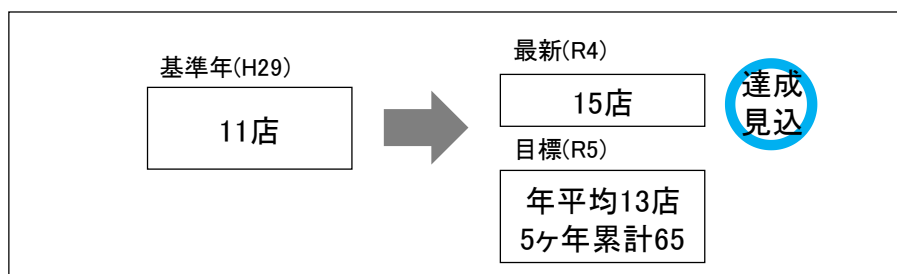 基準年(H29)
11店
最新(R4)
15店
達成
見込
目標(R5)
年平均13店
5ヶ年累計65